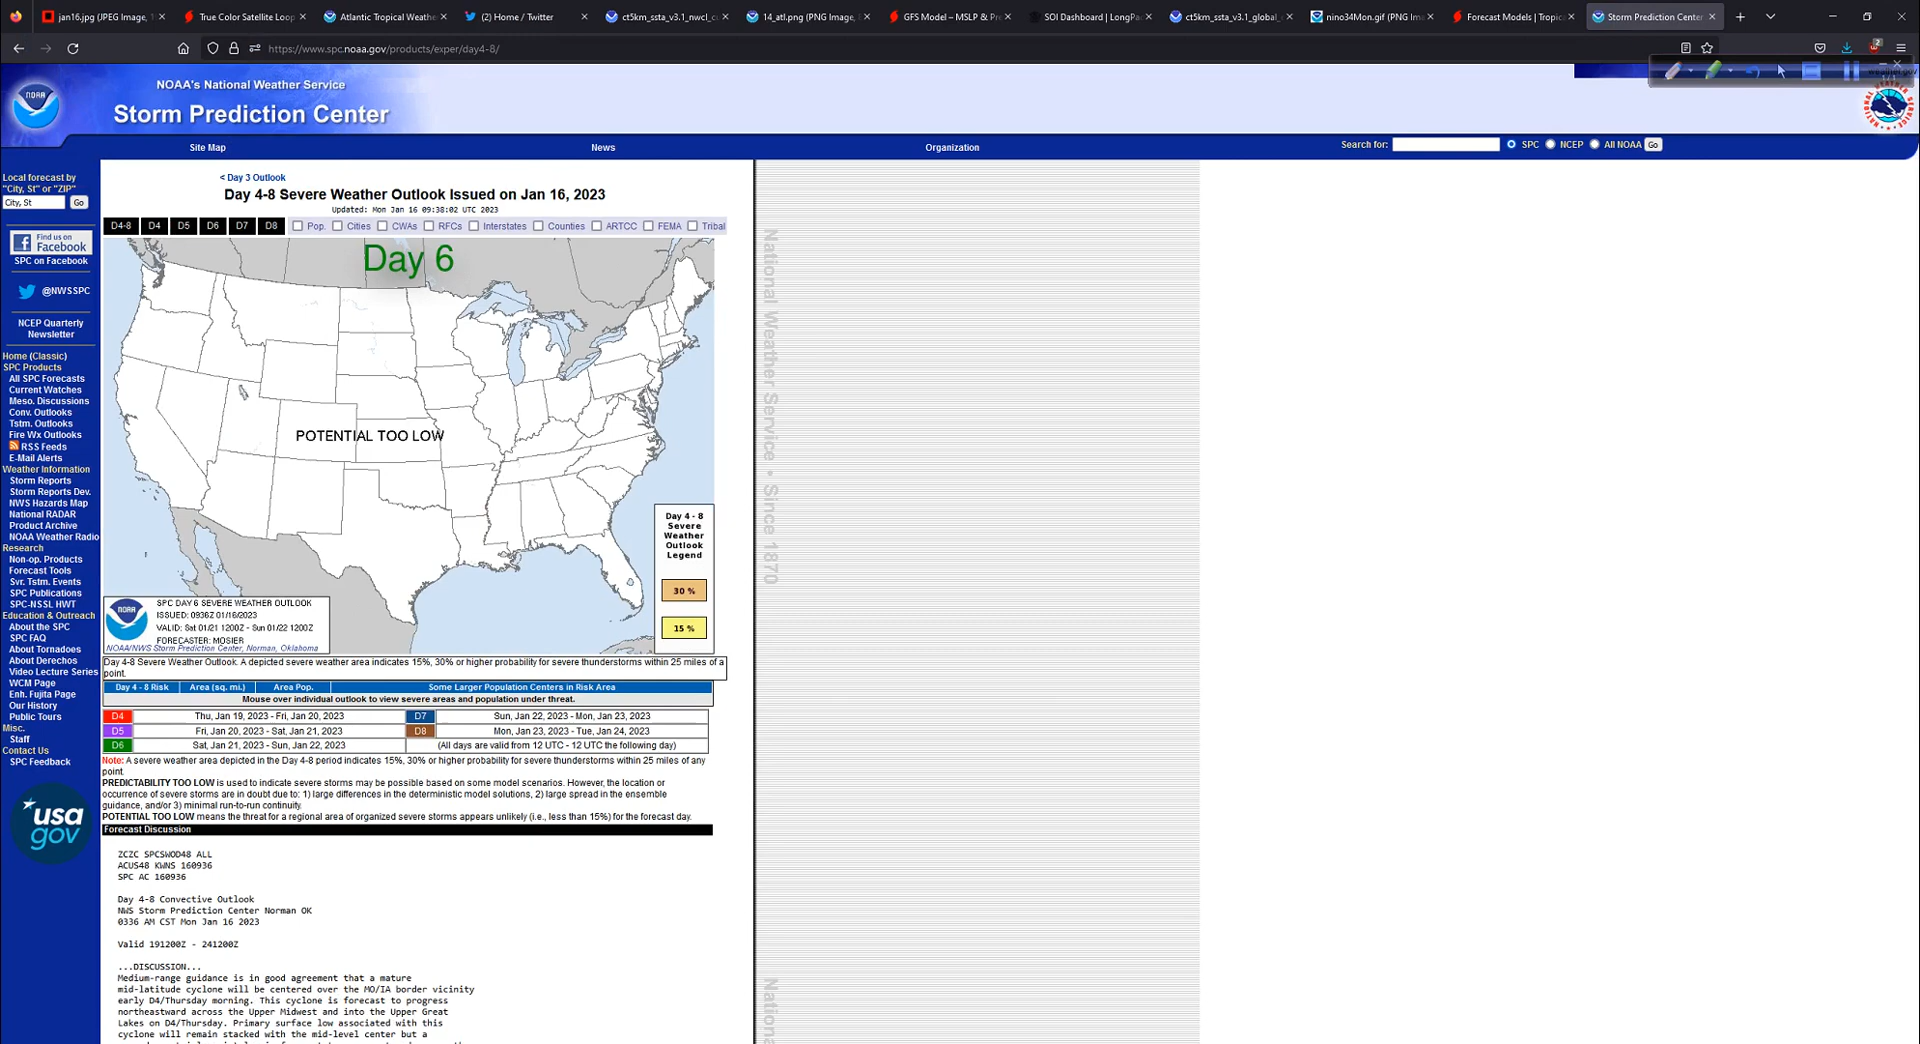 jan16.jpg (JPEG Image, 1
True Color Satellite Loop
Atlantic Tropical Weathe
(2) Home / Twitter
ct5km_ssta_v3.1_nwcl_c
14_atl.png (PNG Image,
GFS Model – MSLP & Pr
SOI Dashboard | LongPa
ct5km_ssta_v3.1_global_
nino34Mon.gif (PNG Ima
Forecast Models | Tropic
Storm Prediction Center
https://www.spc.noaa.gov/products/exper/day4-8/
2
NOAA's National Weather Service
Storm Prediction Center
weather.gov
NOAA
Site Map
News
Organization
Search for:
SPC
NCEP
All NOAA
Go
Local forecast by
"City, St" or "ZIP"
City, St
Go
Find us on
Facebook
SPC on Facebook
@NWSSPC
NCEP Quarterly
Newsletter
Home (Classic)
SPC Products
All SPC Forecasts
Current Watches
Meso. Discussions
Conv. Outlooks
Tstm. Outlooks
Fire Wx Outlooks
RSS Feeds
E-Mail Alerts
Weather Information
Storm Reports
Storm Reports Dev.
NWS Hazards Map
National RADAR
Product Archive
NOAA Weather Radio
Research
Non-op. Products
Forecast Tools
Svr. Tstm. Events
SPC Publications
SPC-NSSL HWT
Education & Outreach
About the SPC
SPC FAQ
About Tornadoes
About Derechos
Video Lecture Series
WCM Page
Enh. Fujita Page
Our History
Public Tours
Misc.
Staff
Contact Us
SPC Feedback
usa
gov
< Day 3 Outlook
Day 4-8 Severe Weather Outlook Issued on Jan 16, 2023
Updated: Mon Jan 16 09:38:02 UTC 2023
D4-8 D4 D5 D6 D7 D8 Pop. Cities CWAs RFCs Interstates Counties ARTCC FEMA Tribal
Day 6
POTENTIAL TOO LOW
Day 4 - 8
Severe
Weather
Outlook
Legend
30 %
15 %
NOAA
SPC DAY 6 SEVERE WEATHER OUTLOOK
ISSUED: 0936Z 01/16/2023
VALID: Sat 01/21 1200Z - Sun 01/22 1200Z
FORECASTER: MOSIER
NOAA/NWS Storm Prediction Center, Norman, Oklahoma
Day 4-8 Severe Weather Outlook. A depicted severe weather area indicates 15%, 30% or higher probability for severe thunderstorms within 25 miles of a
point.
Day 4 - 8 Risk Area (sq. mi.) Area Pop. Some Larger Population Centers in Risk Area
Mouse over individual outlook to view severe areas and population under threat.
D4 Thu, Jan 19, 2023 - Fri, Jan 20, 2023 D7 Sun, Jan 22, 2023 - Mon, Jan 23, 2023
D5 Fri, Jan 20, 2023 - Sat, Jan 21, 2023 D8 Mon, Jan 23, 2023 - Tue, Jan 24, 2023
D6 Sat, Jan 21, 2023 - Sun, Jan 22, 2023 (All days are valid from 12 UTC - 12 UTC the following day)
Note: A severe weather area depicted in the Day 4-8 period indicates 15%, 30% or higher probability for severe thunderstorms within 25 miles of any
point.
PREDICTABILITY TOO LOW is used to indicate severe storms may be possible based on some model scenarios. However, the location or
occurrence of severe storms are in doubt due to: 1) large differences in the deterministic model solutions, 2) large spread in the ensemble
guidance, and/or 3) minimal run-to-run continuity.
POTENTIAL TOO LOW means the threat for a regional area of organized severe storms appears unlikely (i.e., less than 15%) for the forecast day.
Forecast Discussion
ZCZC SPCSWOD48 ALL
ACUS48 KWNS 160936
SPC AC 160936
Day 4-8 Convective Outlook
NWS Storm Prediction Center Norman OK
0336 AM CST Mon Jan 16 2023
Valid 191200Z - 241200Z
...DISCUSSION...
Medium-range guidance is in good agreement that a mature
mid-latitude cyclone will be centered over the MO/IA border vicinity
early D4/Thursday morning. This cyclone is forecast to progress
northeastward across the Upper Midwest and into the Upper Great
Lakes on D4/Thursday. Primary surface low associated with this
cyclone will remain stacked with the mid-level center but a
National Weather Service • Since 1870
Nationa